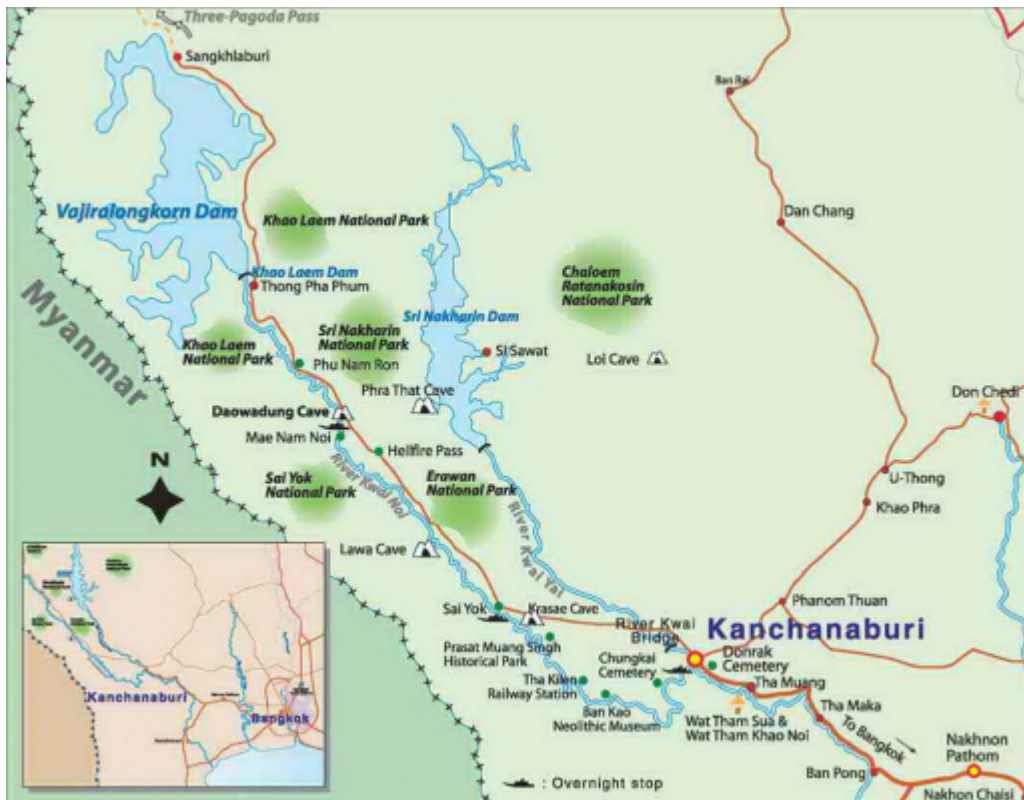 Three-Pagoda Pass
Sangkhlaburi
Ban Rai
Vajiralongkorn Dam
Khao Laem National Park
Dan Chang
Khao Laem Dam
Thong Pha Phum
Chaloem
Ratanakosin
National Park
Myanmar
Sri Nakharin Dam
Khao Laem
National Park
Sri Nakharin
National Park
Phu Nam Ron
Si Sawat
Loi Cave
Phra That Cave
Daowadung Cave
Mae Nam Noi
Don Chedi
Hellfire Pass
N
River Kwai Noi
Sai Yok
National Park
Erawan
National Park
U-Thong
Khao Phra
River Kwai Yai
Lawa Cave
Sai Yok
Krasae Cave
Phanom Thuan
River Kwai
Bridge
Kanchanaburi
Prasat Muang Singh
Historical Park
Chungkai
Cemetery
Donrak
Cemetery
Tha Kilen
Railway Station
Tha Muang
Ban Kao
Neolithic Museum
Wat Tham Sua &
Wat Tham Khao Noi
Tha Maka
To Bangkok
Nakhnon
Pathom
Ban Pong
Nakhon Chaisi
: Overnight stop
Kanchanaburi
Bangkok